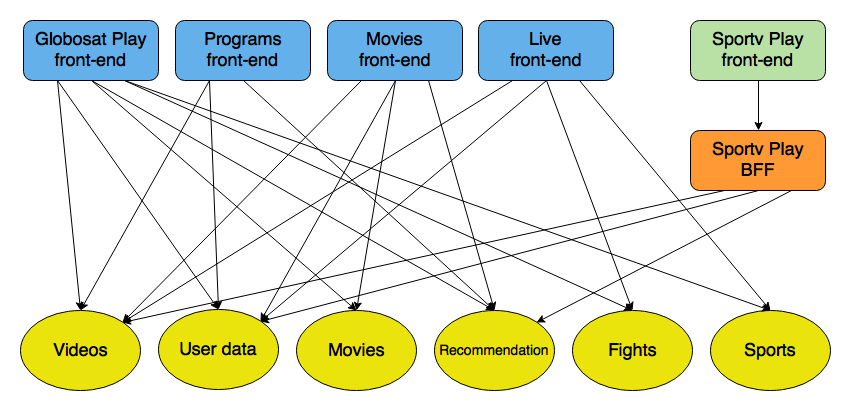 Globosat Play
front-end
Programs
front-end
Movies
front-end
Live
front-end
Sportv Play
front-end
Sportv Play
BFF
Videos
User data
Movies
Recommendation
Fights
Sports